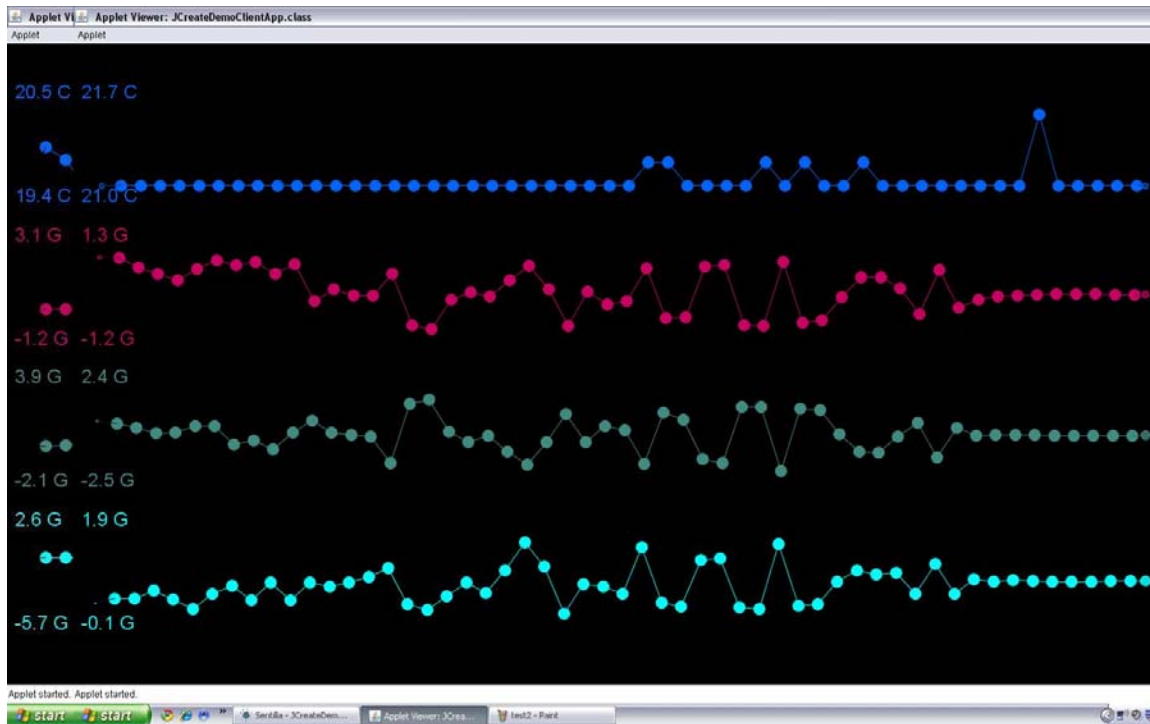 Applet Vi Applet Viewer: JCreateDemoClientApp.class
Applet Applet
20.5 C 21.7 C
19.4 C 21.0 C
3.1 G 1.3 G
-1.2 G -1.2 G
3.9 G 2.4 G
-2.1 G -2.5 G
2.6 G 1.9 G
-5.7 G -0.1 G
Applet started. Applet started.
start start » Sentilla - JCreateDem... Applet Viewer: JCrea... test2 - Paint